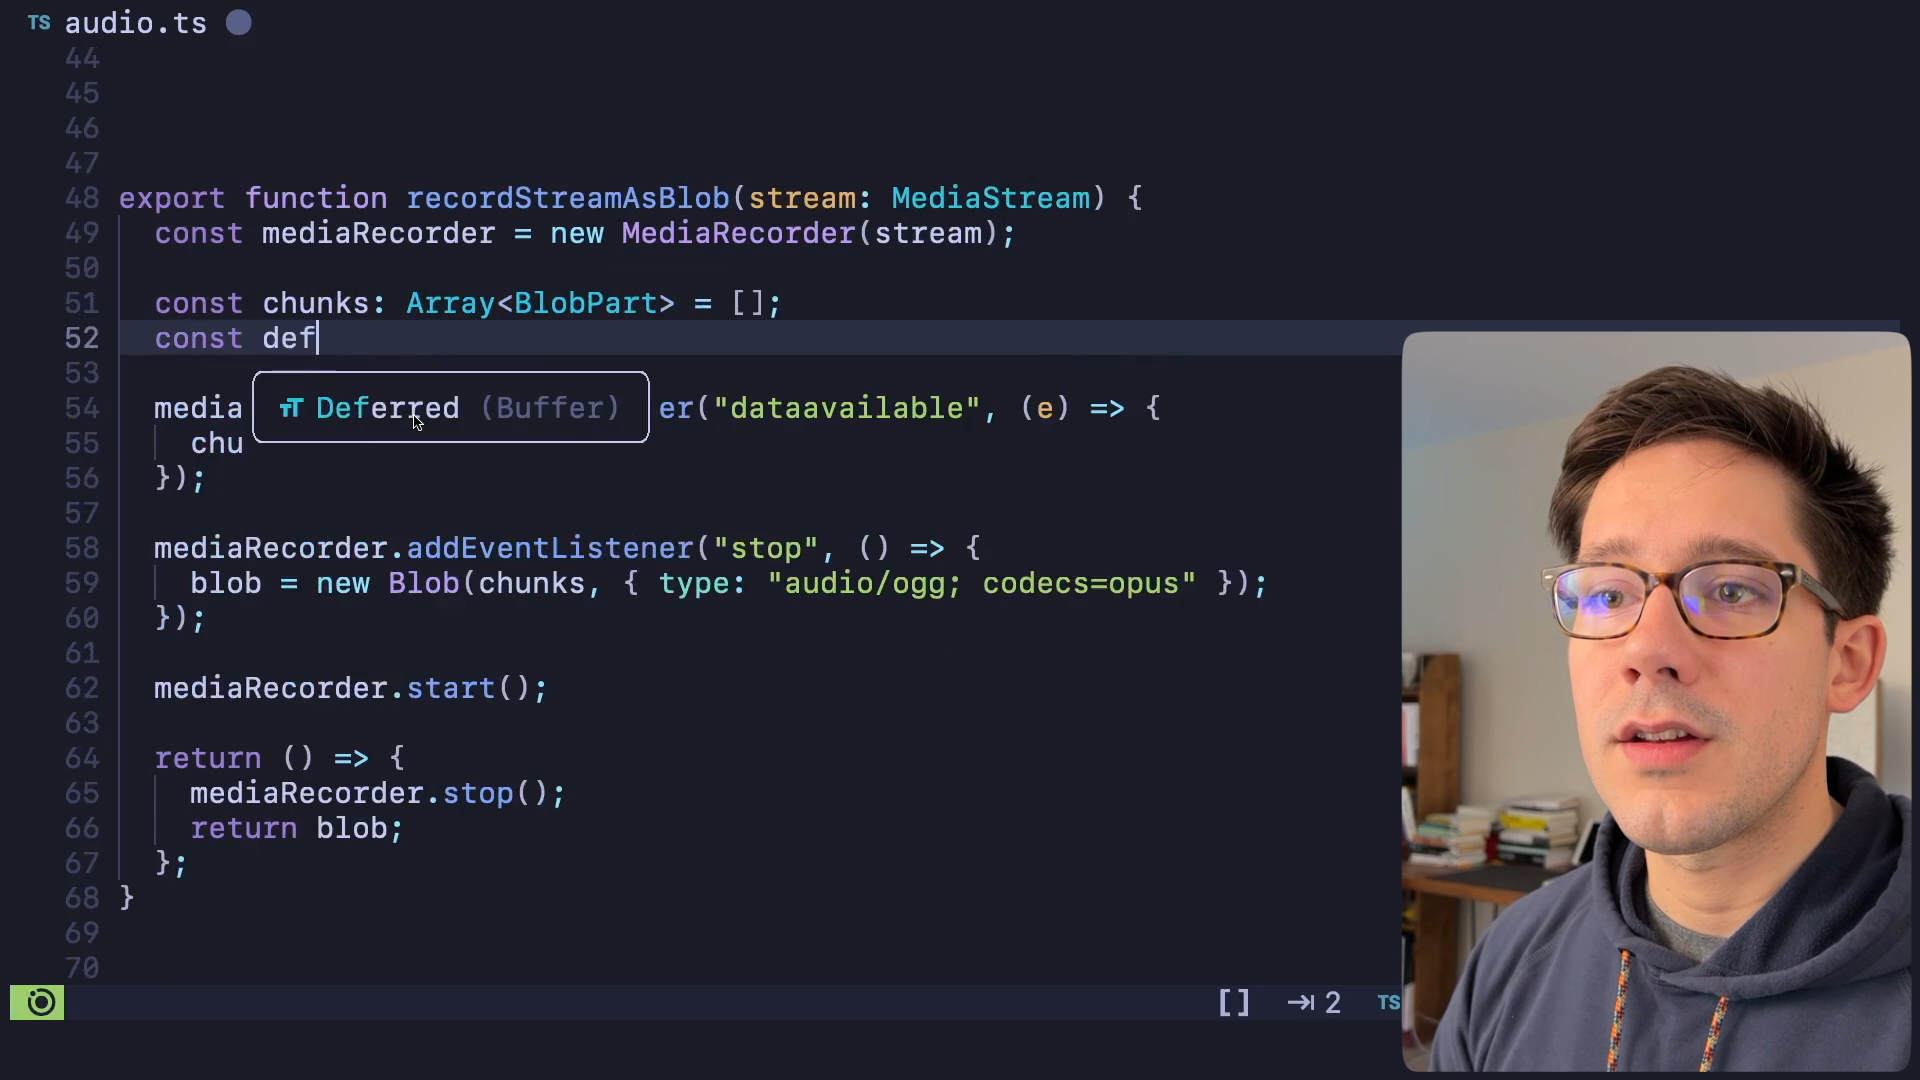 TS audio.ts
44
45
46
47
48 export function recordStreamAsBlob(stream: MediaStream) {
49 const mediaRecorder = new MediaRecorder(stream);
50
51 const chunks: Array<BlobPart> = [];
52 const def
53
54 media er("dataavailable", (e) => {
Deferred (Buffer)
55 chu
56 });
57
58 mediaRecorder.addEventListener("stop", () => {
59 blob = new Blob(chunks, { type: "audio/ogg; codecs=opus" });
60 });
61
62 mediaRecorder.start();
63
64 return () => {
65 mediaRecorder.stop();
66 return blob;
67 };
68 }
69
70
[] 2 TS